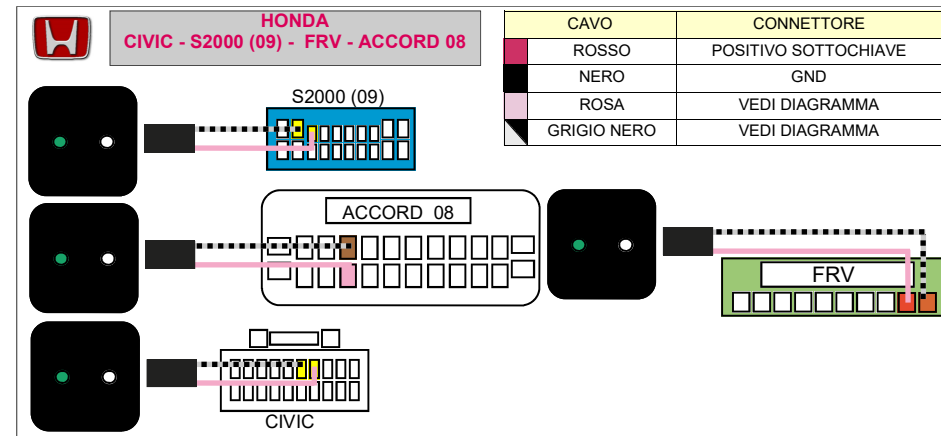 HONDA
CIVIC - S2000 (09) - FRV - ACCORD 08
CAVO CONNETTORE
ROSSO POSITIVO SOTTOCHIAVE
NERO GND
ROSA VEDI DIAGRAMMA
GRIGIO NERO VEDI DIAGRAMMA
S2000 (09)
ACCORD 08
FRV
CIVIC